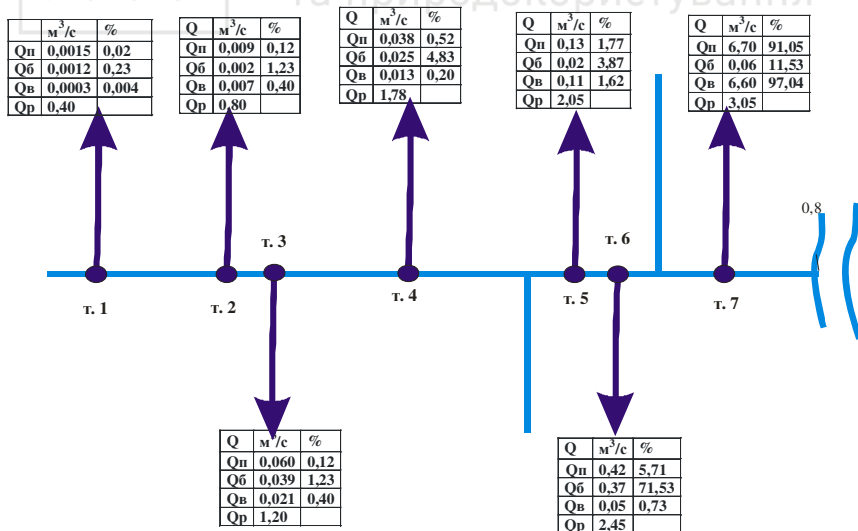 та природокористування
м³/с %
Qп 0,0015 0,02
Qб 0,0012 0,23
Qв 0,0003 0,004
Qр 0,40
Q м³/с %
Qп 0,009 0,12
Qб 0,002 1,23
Qв 0,007 0,40
Qр 0,80
Q м³/с %
Qп 0,038 0,52
Qб 0,025 4,83
Qв 0,013 0,20
Qр 1,78
Q м³/с %
Qп 0,13 1,77
Qб 0,02 3,87
Qв 0,11 1,62
Qр 2,05
Q м³/с %
Qп 6,70 91,05
Qб 0,06 11,53
Qв 6,60 97,04
Qр 3,05
0,8
т. 3
т. 6
т. 1
т. 2
т. 4
т. 5
т. 7
Q м³/с %
Qп 0,060 0,12
Qб 0,039 1,23
Qв 0,021 0,40
Qр 1,20
Q м³/с %
Qп 0,42 5,71
Qб 0,37 71,53
Qв 0,05 0,73
Qр 2,45